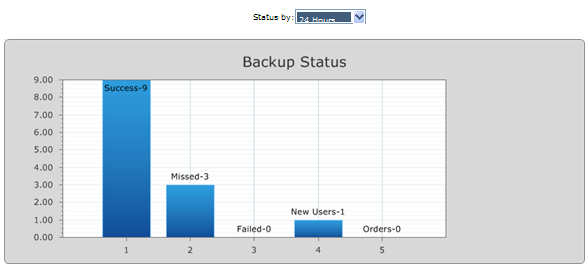 Status by: 24 Hours
Backup Status
9.00
8.00
7.00
6.00
5.00
4.00
3.00
2.00
1.00
0.00
Success-9
Missed-3
Failed-0
New Users-1
Orders-0
1 2 3 4 5